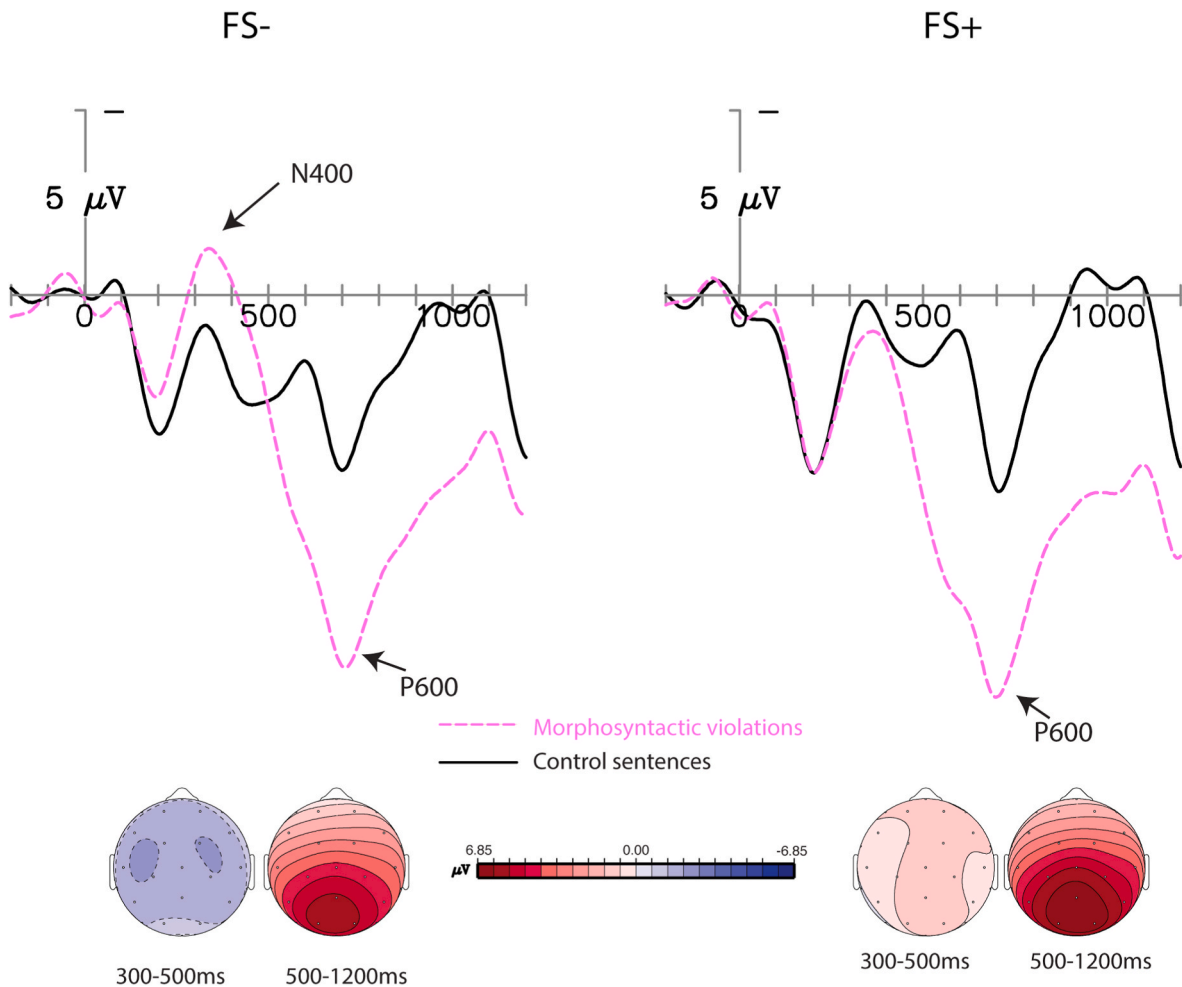 FS-
FS+
N400
5 μV
5 μV
0 500 1000
0 500 1000
P600
P600
Morphosyntactic violations
Control sentences
6.85 0.00 -6.85
μV
300-500ms
500-1200ms
300-500ms
500-1200ms